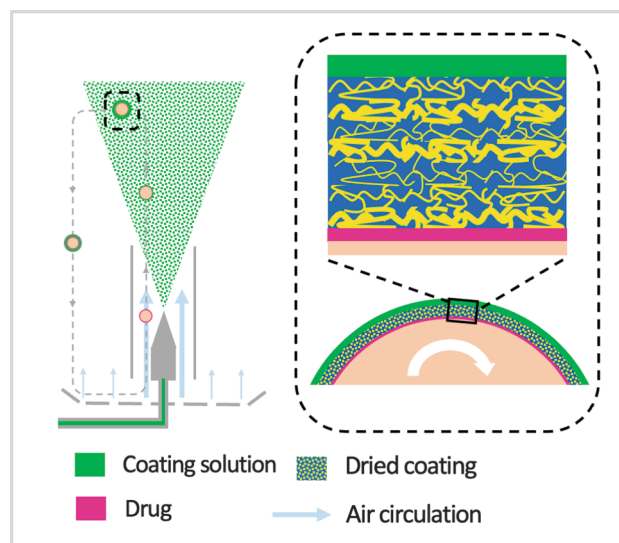 Coating solution
Dried coating
Drug
Air circulation